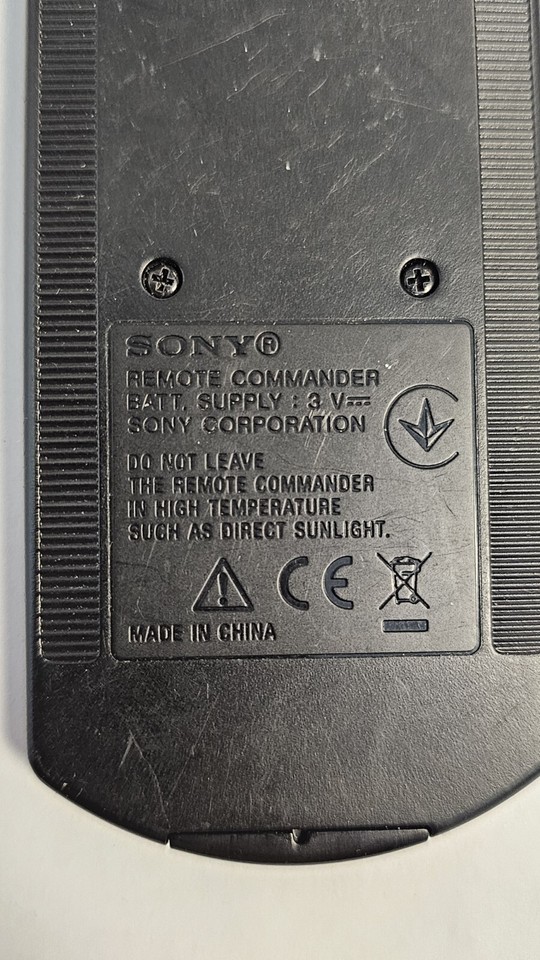 SONY®
REMOTE COMMANDER
BATT. SUPPLY : 3 V⎓
SONY CORPORATION
DO NOT LEAVE
THE REMOTE COMMANDER
IN HIGH TEMPERATURE
SUCH AS DIRECT SUNLIGHT.
CE
MADE IN CHINA